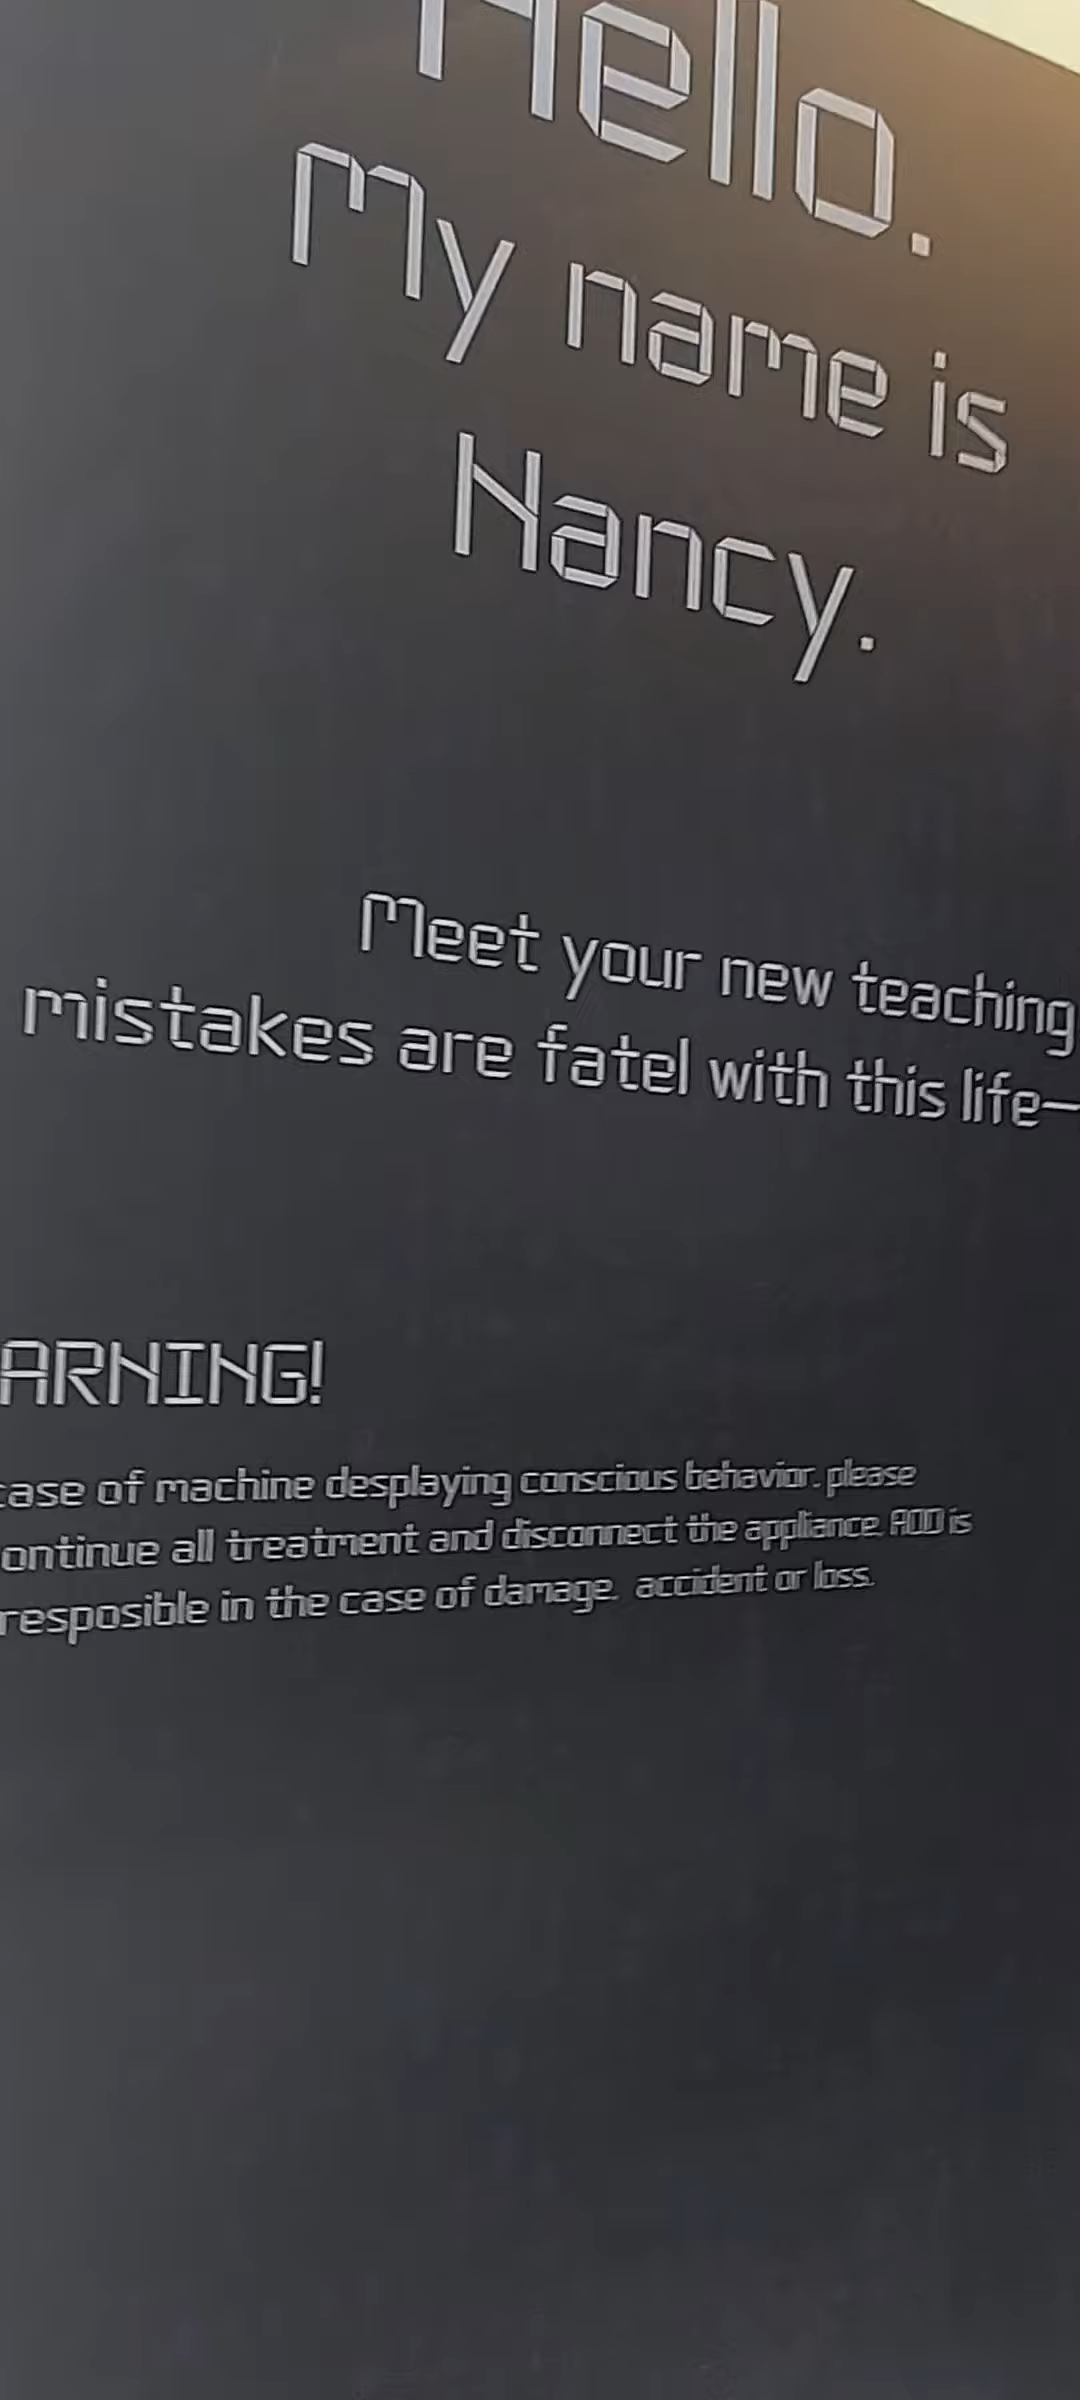 Hello.
My name is
Nancy.
Meet your new teaching
mistakes are fatel with this life-
ARNING!
case of machine desplaying conscious behavior. please
ontinue all treatment and disconnect the appliance. ADD is
resposible in the case of damage. accident or loss.